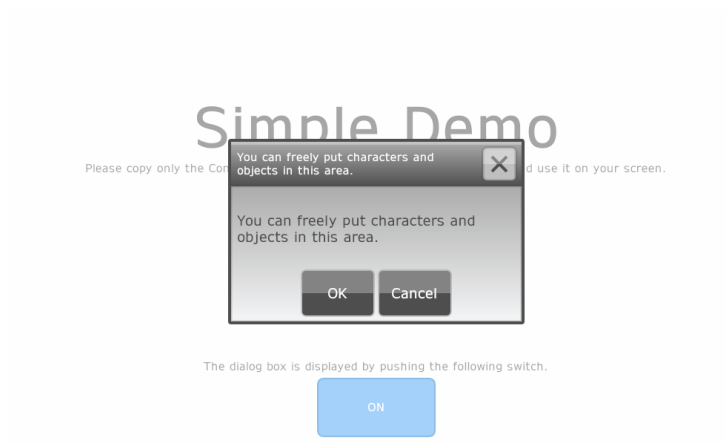 Simple Demo
Please copy only the Con d use it on your screen.
You can freely put characters and
objects in this area.
You can freely put characters and
objects in this area.
OK Cancel
The dialog box is displayed by pushing the following switch.
ON